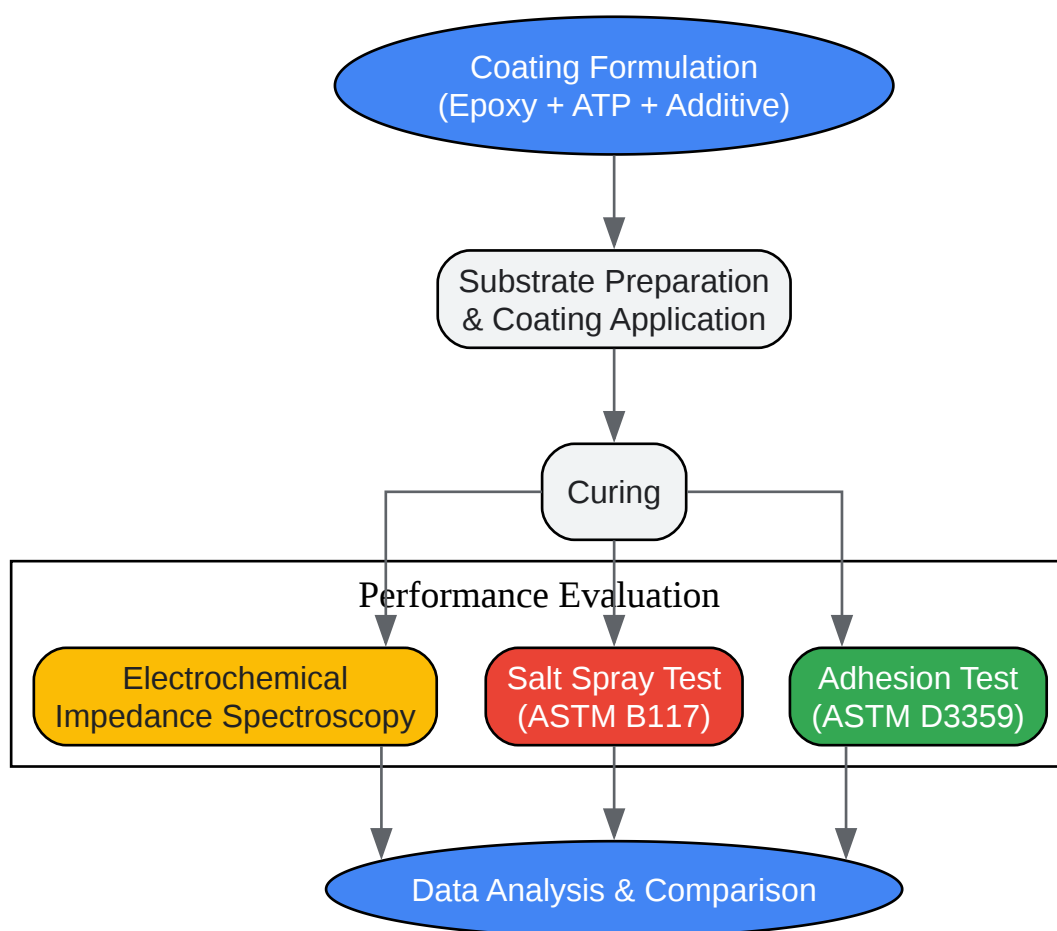 Coating Formulation
(Epoxy + ATP + Additive)
Substrate Preparation
& Coating Application
Curing
Performance Evaluation
Electrochemical
Impedance Spectroscopy
Salt Spray Test
(ASTM B117)
Adhesion Test
(ASTM D3359)
Data Analysis & Comparison